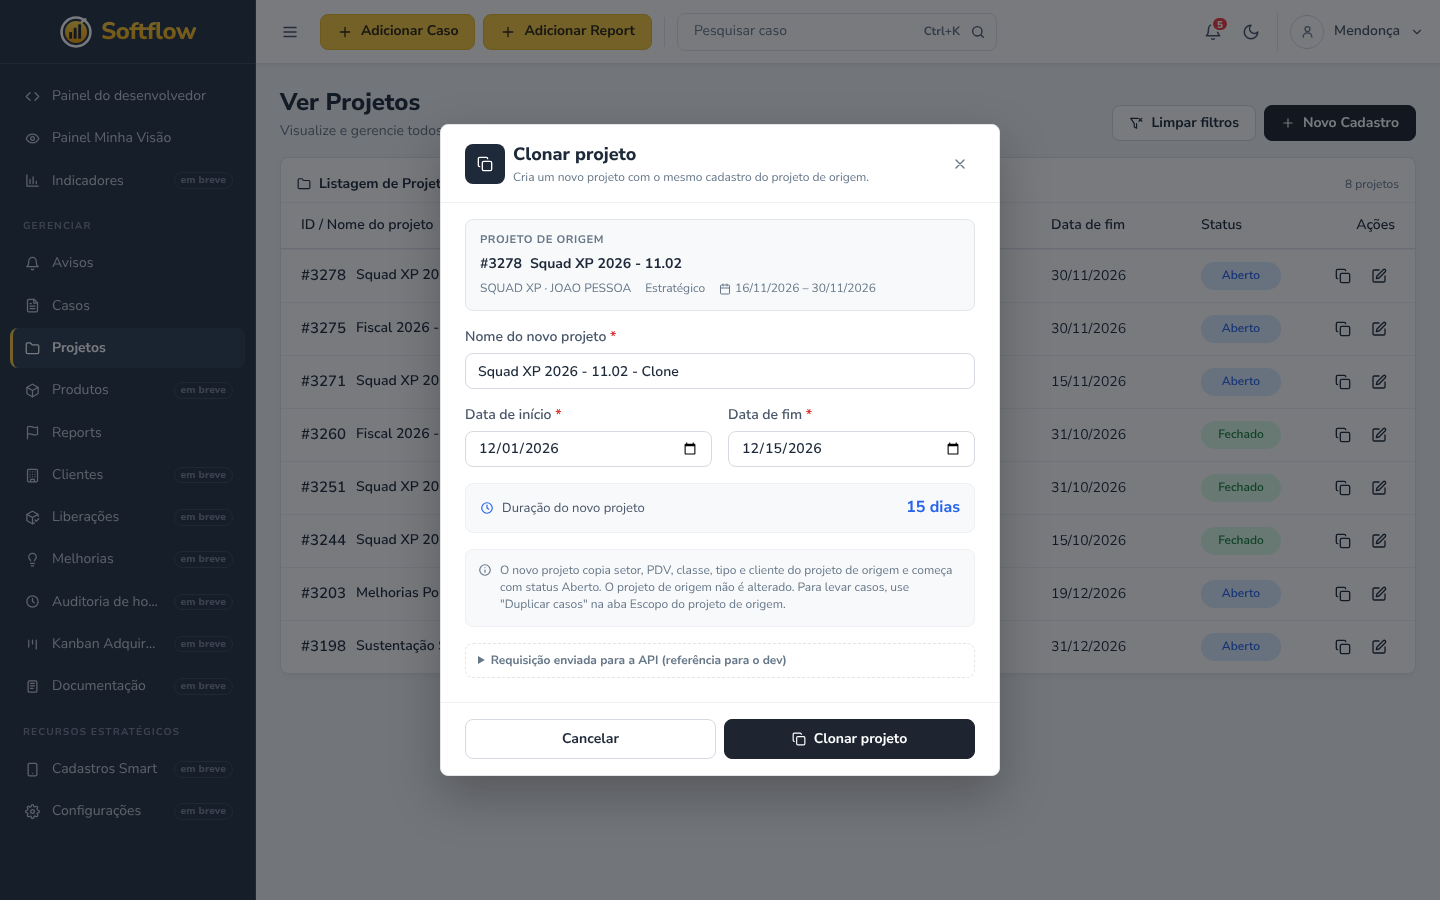 Softflow
Adicionar Caso
Adicionar Report
Pesquisar caso
Ctrl+K
5
Mendonça
Painel do desenvolvedor
Painel Minha Visão
Indicadores em breve
GERENCIAR
Avisos
Casos
Projetos
Produtos em breve
Reports
Clientes em breve
Liberações em breve
Melhorias em breve
Auditoria de ho... em breve
Kanban Adquir... em breve
Documentação em breve
RECURSOS ESTRATÉGICOS
Cadastros Smart em breve
Configurações em breve
Ver Projetos
Visualize e gerencie todos
Limpar filtros
Novo Cadastro
Listagem de Projet
8 projetos
ID / Nome do projeto Data de fim Status Ações
#3278 Squad XP 20 30/11/2026 Aberto
#3275 Fiscal 2026 - 30/11/2026 Aberto
#3271 Squad XP 20 15/11/2026 Aberto
#3260 Fiscal 2026 - 31/10/2026 Fechado
#3251 Squad XP 20 31/10/2026 Fechado
#3244 Squad XP 20 15/10/2026 Fechado
#3203 Melhorias Po 19/12/2026 Aberto
#3198 Sustentação 31/12/2026 Aberto
Clonar projeto
Cria um novo projeto com o mesmo cadastro do projeto de origem.
PROJETO DE ORIGEM
#3278 Squad XP 2026 - 11.02
SQUAD XP · JOAO PESSOA Estratégico 16/11/2026 – 30/11/2026
Nome do novo projeto *
Squad XP 2026 - 11.02 - Clone
Data de início * Data de fim *
12/01/2026 12/15/2026
Duração do novo projeto 15 dias
O novo projeto copia setor, PDV, classe, tipo e cliente do projeto de origem e começa
com status Aberto. O projeto de origem não é alterado. Para levar casos, use
"Duplicar casos" na aba Escopo do projeto de origem.
Requisição enviada para a API (referência para o dev)
Cancelar
Clonar projeto